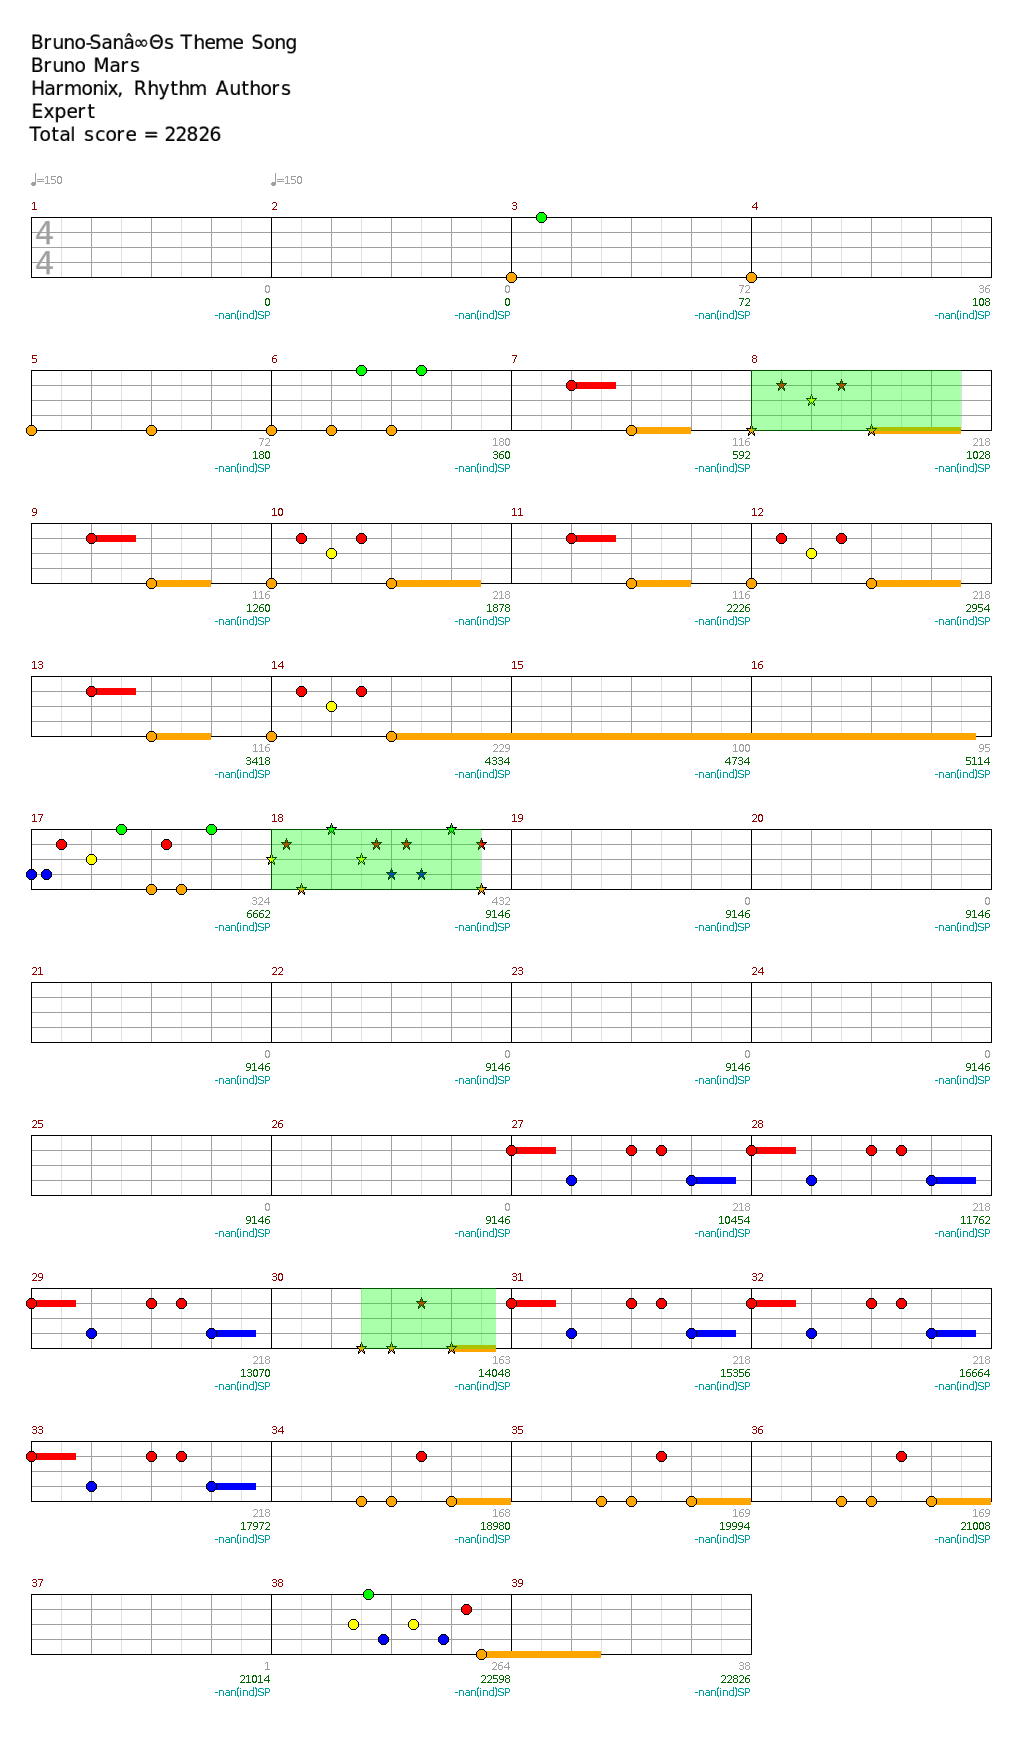 Bruno-Sanâ∞Θs Theme Song
Bruno Mars
Harmonix, Rhythm Authors
Expert
Total score = 22826
♩=150 ♩=150
1 2 3 4
4
4
0 0 72 36
0 0 72 108
-nan(ind)SP -nan(ind)SP -nan(ind)SP -nan(ind)SP
5 6 7 8
72 180 116 218
180 360 592 1028
-nan(ind)SP -nan(ind)SP -nan(ind)SP -nan(ind)SP
9 10 11 12
116 218 116 218
1260 1878 2226 2954
-nan(ind)SP -nan(ind)SP -nan(ind)SP -nan(ind)SP
13 14 15 16
116 229 100 95
3418 4334 4734 5114
-nan(ind)SP -nan(ind)SP -nan(ind)SP -nan(ind)SP
17 18 19 20
324 432 0 0
6662 9146 9146 9146
-nan(ind)SP -nan(ind)SP -nan(ind)SP -nan(ind)SP
21 22 23 24
0 0 0 0
9146 9146 9146 9146
-nan(ind)SP -nan(ind)SP -nan(ind)SP -nan(ind)SP
25 26 27 28
0 0 218 218
9146 9146 10454 11762
-nan(ind)SP -nan(ind)SP -nan(ind)SP -nan(ind)SP
29 30 31 32
218 163 218 218
13070 14048 15356 16664
-nan(ind)SP -nan(ind)SP -nan(ind)SP -nan(ind)SP
33 34 35 36
218 168 169 169
17972 18980 19994 21008
-nan(ind)SP -nan(ind)SP -nan(ind)SP -nan(ind)SP
37 38 39
1 264 38
21014 22598 22826
-nan(ind)SP -nan(ind)SP -nan(ind)SP